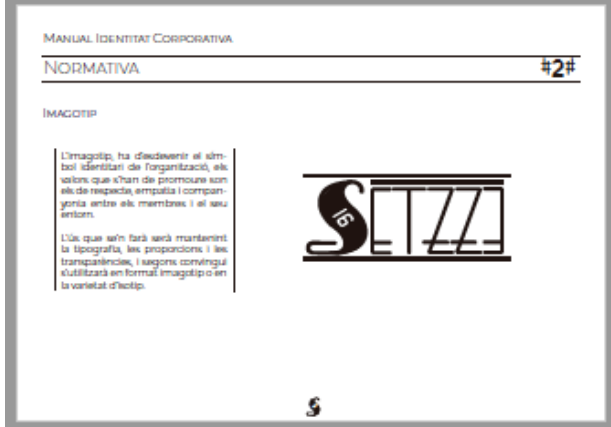 Manual Identitat Corporativa
Normativa
#2#
Imagotip
L'imagotip, ha d'esdevenir el sím-
bol identitari de l'organització, els
valors que s'han de promoure son
els de respecte, empatia i compan-
yonia entre els membres i el seu
entorn.
L'ús que se'n farà serà mantenint
la tipografia, les proporcions i les
transparències, i segons convingui
s'utilitzarà en format imagotip o en
la varietat d'isotip.
SETZZE
16
S